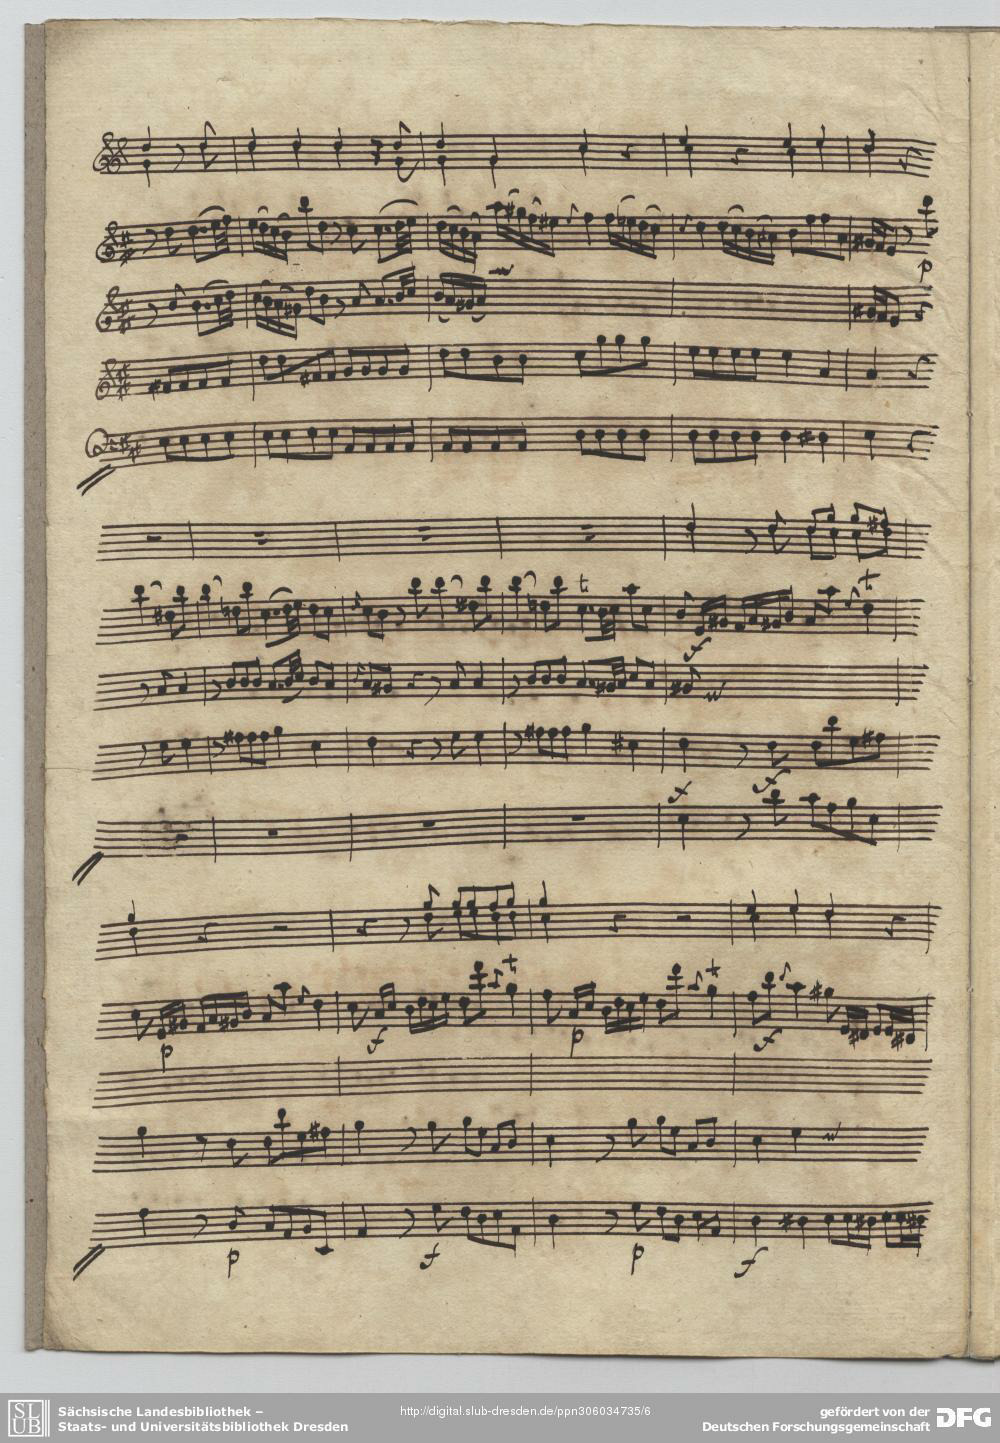 p
t
t
f
f
f
t
t
p
f
p
f
p
f
p
f
SLUB
Sächsische Landesbibliothek –
Staats- und Universitätsbibliothek Dresden
http://digital.slub-dresden.de/ppn306034735/6
gefördert von der
Deutschen Forschungsgemeinschaft
DFG